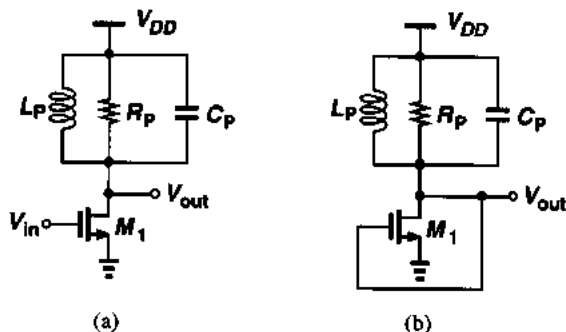 V_DD
L_P
R_P
C_P
V_out
V_in
M_1
(a)
V_DD
L_P
R_P
C_P
V_out
M_1
(b)